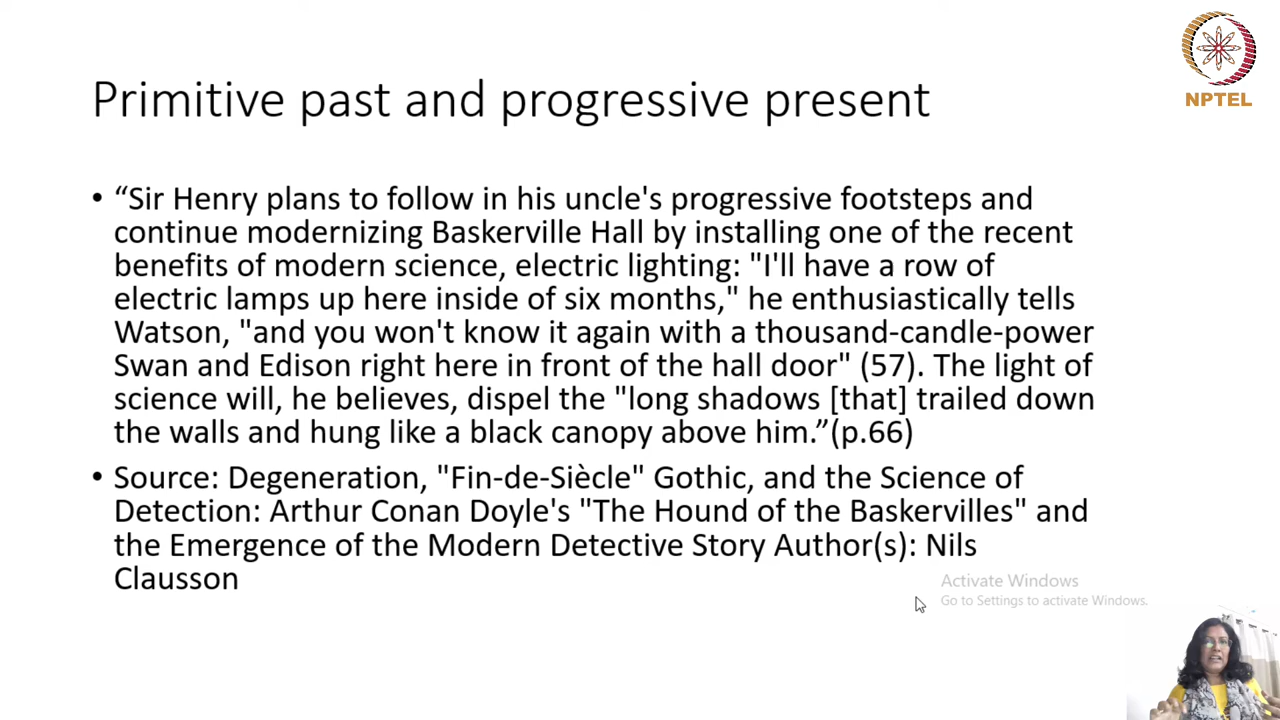 NPTEL
Primitive past and progressive present
• “Sir Henry plans to follow in his uncle's progressive footsteps and
continue modernizing Baskerville Hall by installing one of the recent
benefits of modern science, electric lighting: "I'll have a row of
electric lamps up here inside of six months," he enthusiastically tells
Watson, "and you won't know it again with a thousand-candle-power
Swan and Edison right here in front of the hall door" (57). The light of
science will, he believes, dispel the "long shadows [that] trailed down
the walls and hung like a black canopy above him.”(p.66)
• Source: Degeneration, "Fin-de-Siècle" Gothic, and the Science of
Detection: Arthur Conan Doyle's "The Hound of the Baskervilles" and
the Emergence of the Modern Detective Story Author(s): Nils
Clausson
Activate Windows
Go to Settings to activate Windows.